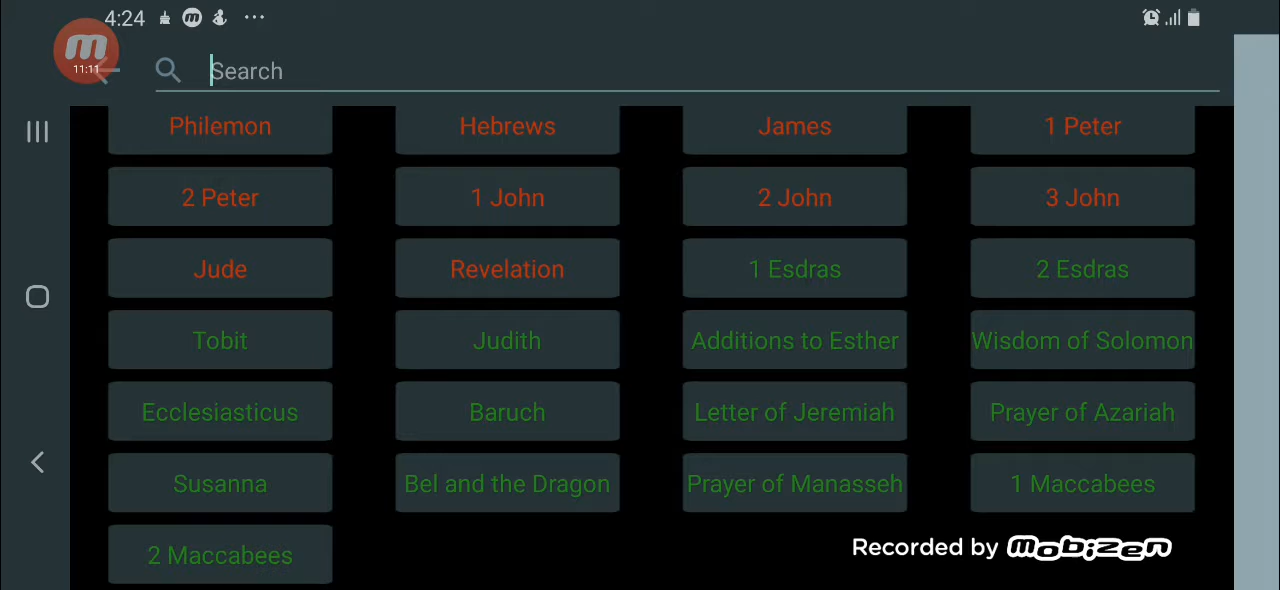 4:24
m
11:11
Search
Philemon Hebrews James 1 Peter
2 Peter 1 John 2 John 3 John
Jude Revelation 1 Esdras 2 Esdras
Tobit Judith Additions to Esther Wisdom of Solomon
Ecclesiasticus Baruch Letter of Jeremiah Prayer of Azariah
Susanna Bel and the Dragon Prayer of Manasseh 1 Maccabees
2 Maccabees
Recorded by mobizen